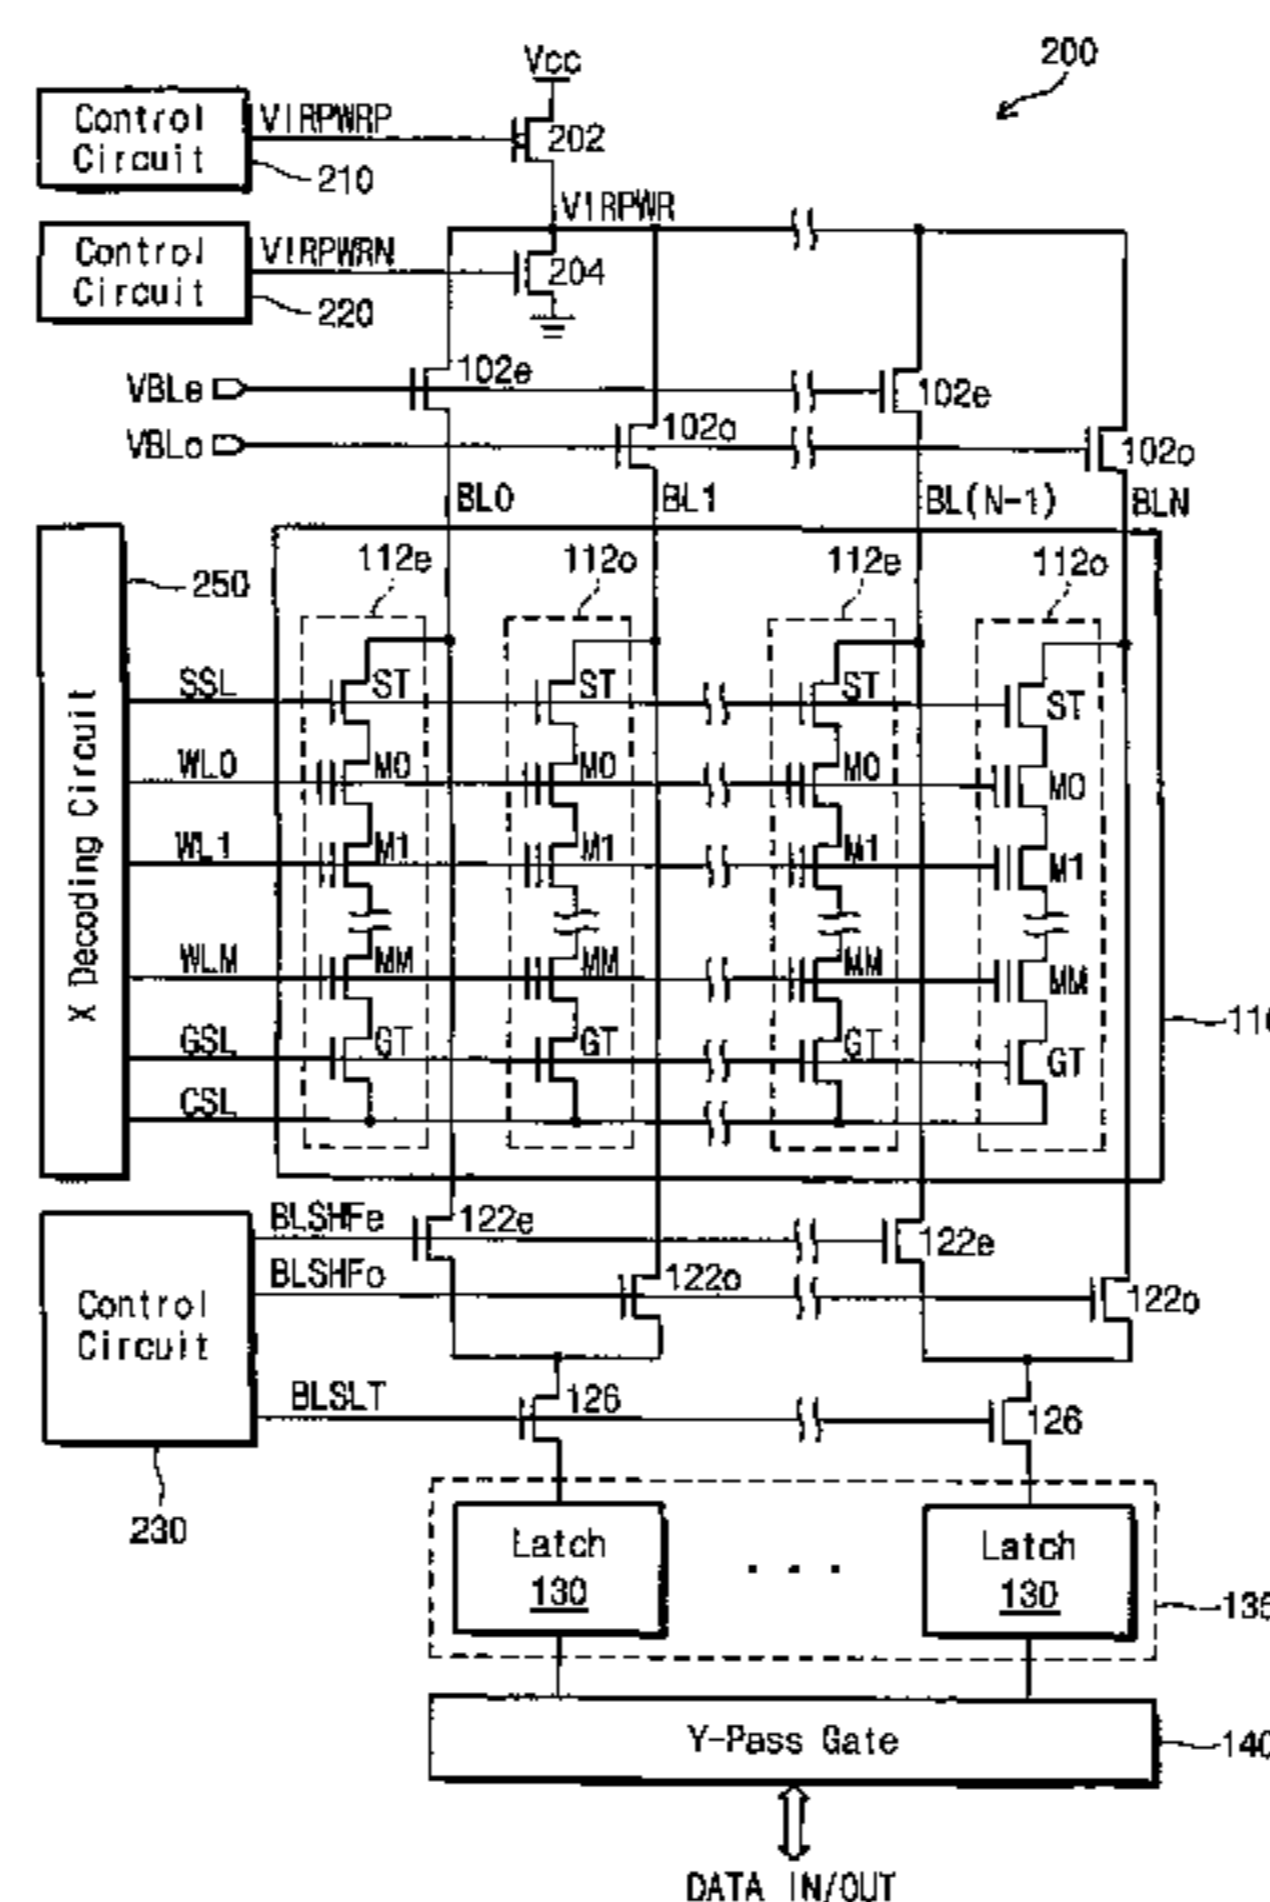 200
Vcc
Control
Circuit
VIRPWRP
202
210
VIRPWR
Control
Circuit
VIRPWRN
204
220
VBLe
102e
102e
VBLo
102o
102o
BL0
BL1
BL(N-1)
BLN
X Decoding Circuit
250
112e
112o
112e
112o
SSL
ST
ST
ST
ST
WL0
M0
M0
M0
M0
WL1
M1
M1
M1
M1
WLM
MM
MM
MM
MM
GSL
GT
GT
GT
GT
CSL
Control
Circuit
BLSHFe
122e
122e
BLSHFo
122o
122o
BLSLT
126
126
230
Latch
130
. . .
Latch
130
Y-Pass Gate
140
DATA IN/OUT